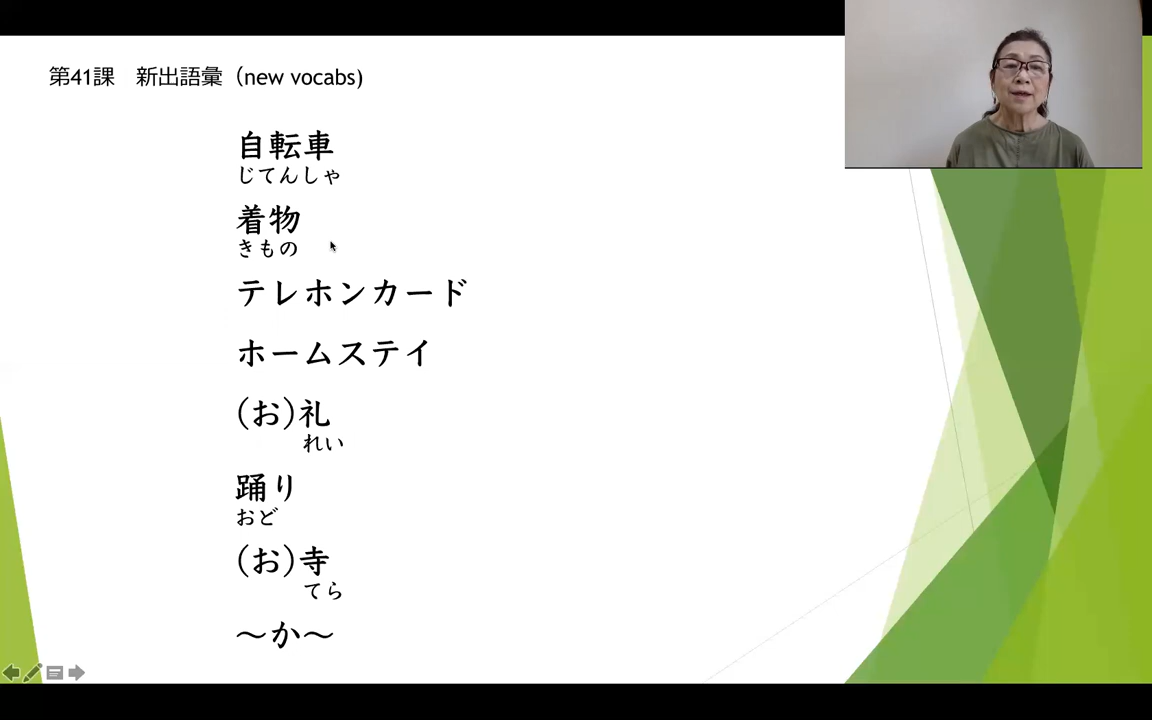 第41課　新出語彙（new vocabs)
自転車
じてんしゃ
着物
きもの
テレホンカード
ホームステイ
(お)礼
れい
踊り
おど
(お)寺
てら
～か～